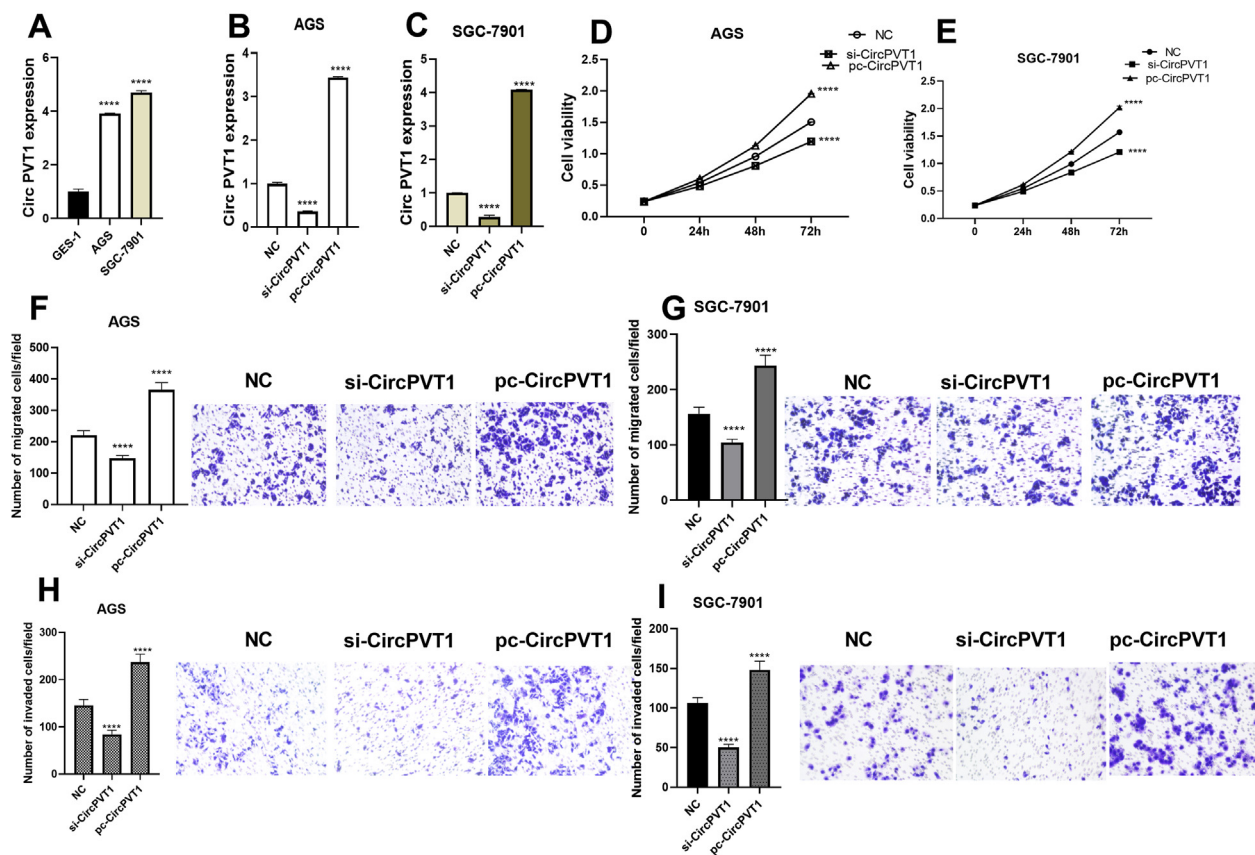 A
Circ PVT1 expression
6
4
2
0
****
****
GES-1
AGS
SGC-7901
B
AGS
Circ PVT1 expression
4
3
2
1
0
****
****
NC
si-CircPVT1
pc-CircPVT1
C
SGC-7901
Circ PVT1 expression
5
4
3
2
1
0
****
****
NC
si-CircPVT1
pc-CircPVT1
D
AGS
NC
si-CircPVT1
pc-CircPVT1
Cell viability
2.5
2.0
1.5
1.0
0.5
0.0
****
****
0 24h 48h 72h
E
SGC-7901
NC
si-CircPVT1
pc-CircPVT1
Cell viability
2.5
2.0
1.5
1.0
0.5
0.0
****
****
0 24h 48h 72h
F
AGS
Number of migrated cells/field
500
400
300
200
100
0
****
****
NC
si-CircPVT1
pc-CircPVT1
NC si-CircPVT1 pc-CircPVT1
G
SGC-7901
Number of migrated cells/field
300
200
100
0
****
****
NC
si-CircPVT1
pc-CircPVT1
NC si-CircPVT1 pc-CircPVT1
H
AGS
Number of invaded cells/field
300
200
100
0
****
****
NC
si-CircPVT1
pc-CircPVT1
NC si-CircPVT1 pc-CircPVT1
I
SGC-7901
Number of invaded cells/field
200
150
100
50
0
****
****
NC
si-CircPVT1
pc-CircPVT1
NC si-CircPVT1 pc-CircPVT1